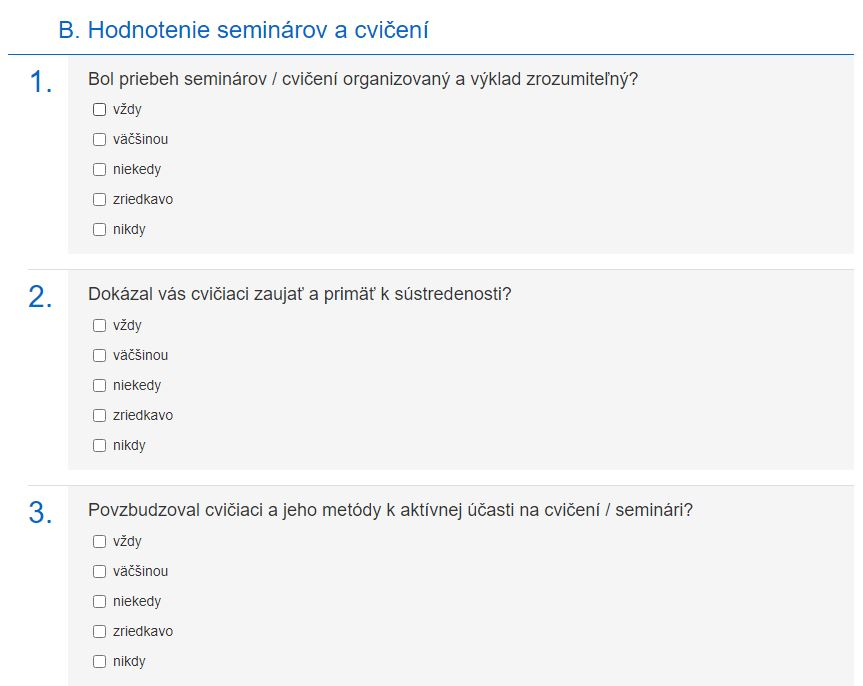 B. Hodnotenie seminárov a cvičení
1. Bol priebeh seminárov / cvičení organizovaný a výklad zrozumiteľný?
vždy
väčšinou
niekedy
zriedkavo
nikdy
2. Dokázal vás cvičiaci zaujať a primäť k sústredenosti?
vždy
väčšinou
niekedy
zriedkavo
nikdy
3. Povzbudzoval cvičiaci a jeho metódy k aktívnej účasti na cvičení / seminári?
vždy
väčšinou
niekedy
zriedkavo
nikdy